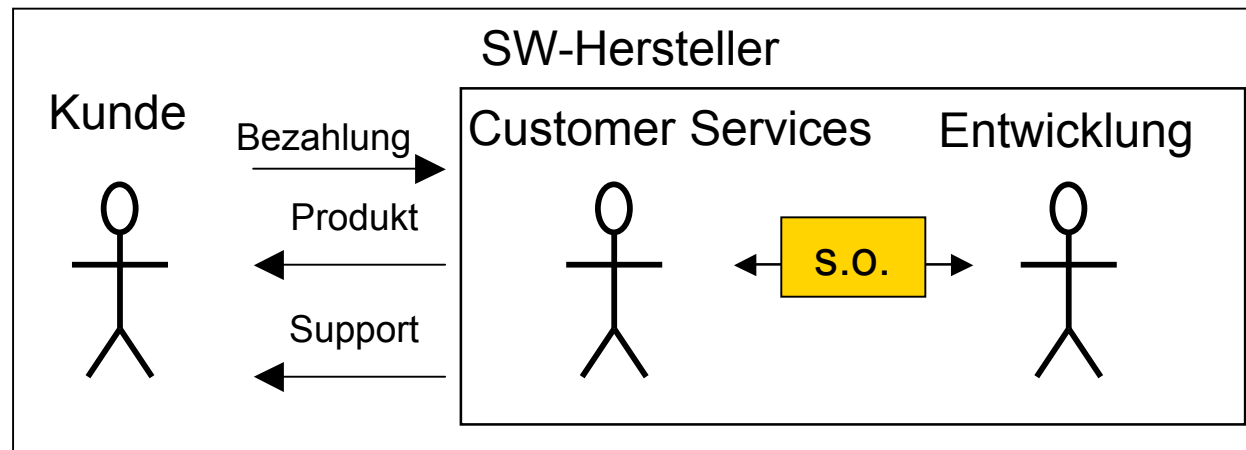 SW-Hersteller
Kunde
Customer Services
Entwicklung
Bezahlung
Produkt
s.o.
Support